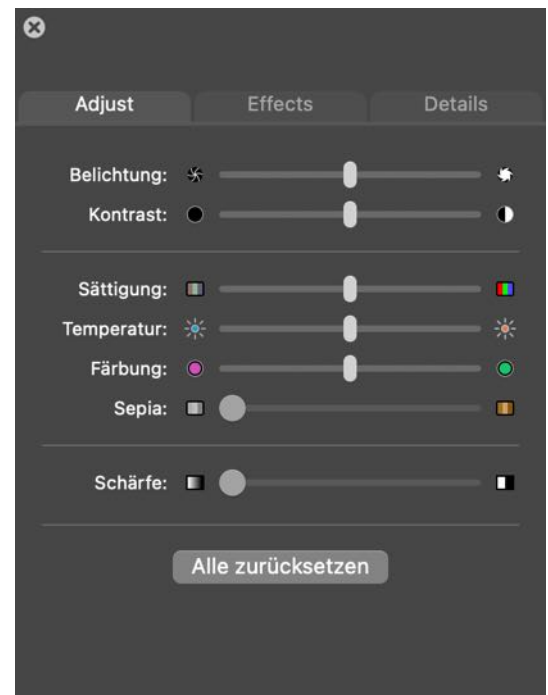 Adjust Effects Details
Belichtung:
Kontrast:
Sättigung:
Temperatur:
Färbung:
Sepia:
Schärfe:
Alle zurücksetzen